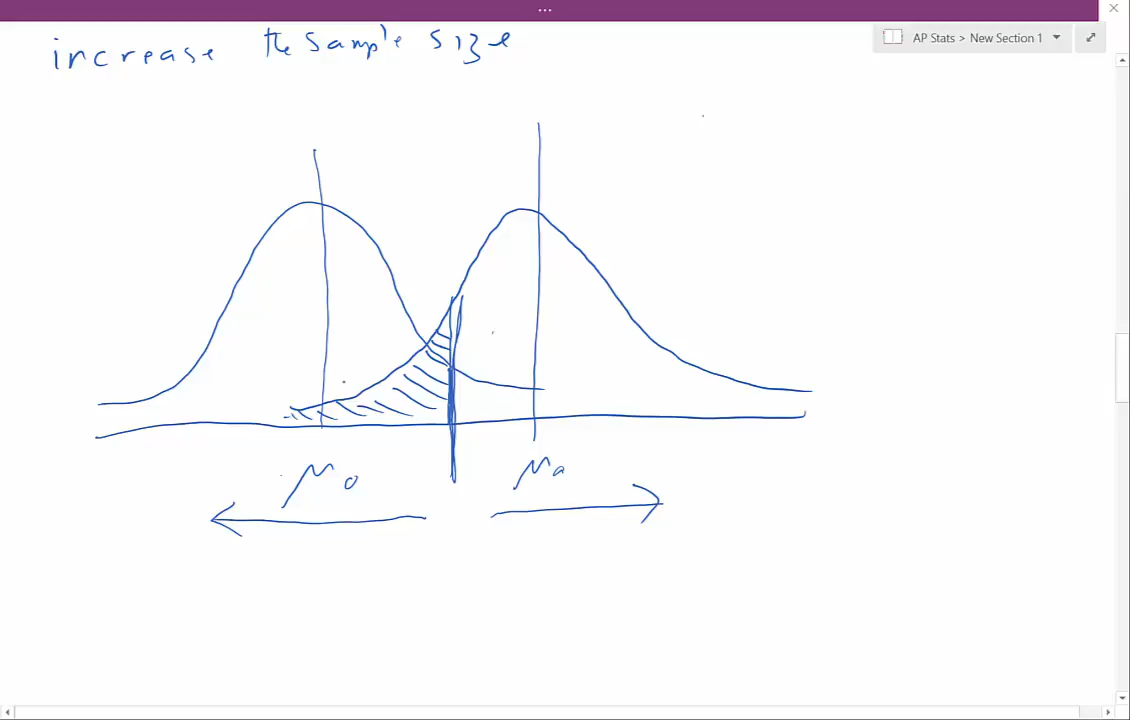 ...
AP Stats > New Section 1
increase the sample size
μ0 μa